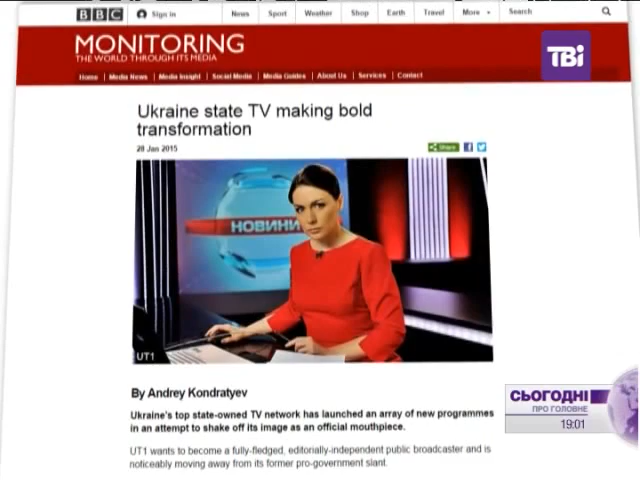 BBC Sign in News Sport Weather Shop Earth Travel More Search
MONITORING
THE WORLD THROUGH ITS MEDIA
ТВі
Home | Media News | Media Insight | Social Media | Media Guides | About Us | Services | Contact
Ukraine state TV making bold
transformation
28 Jan 2015
Share
НОВИНИ
UT1
By Andrey Kondratyev
Ukraine's top state-owned TV network has launched an array of new programmes
in an attempt to shake off its image as an official mouthpiece.
UT1 wants to become a fully-fledged, editorially-independent public broadcaster and is
noticeably moving away from its former pro-government slant.
СЬОГОДНІ
ПРО ГОЛОВНЕ
19:01